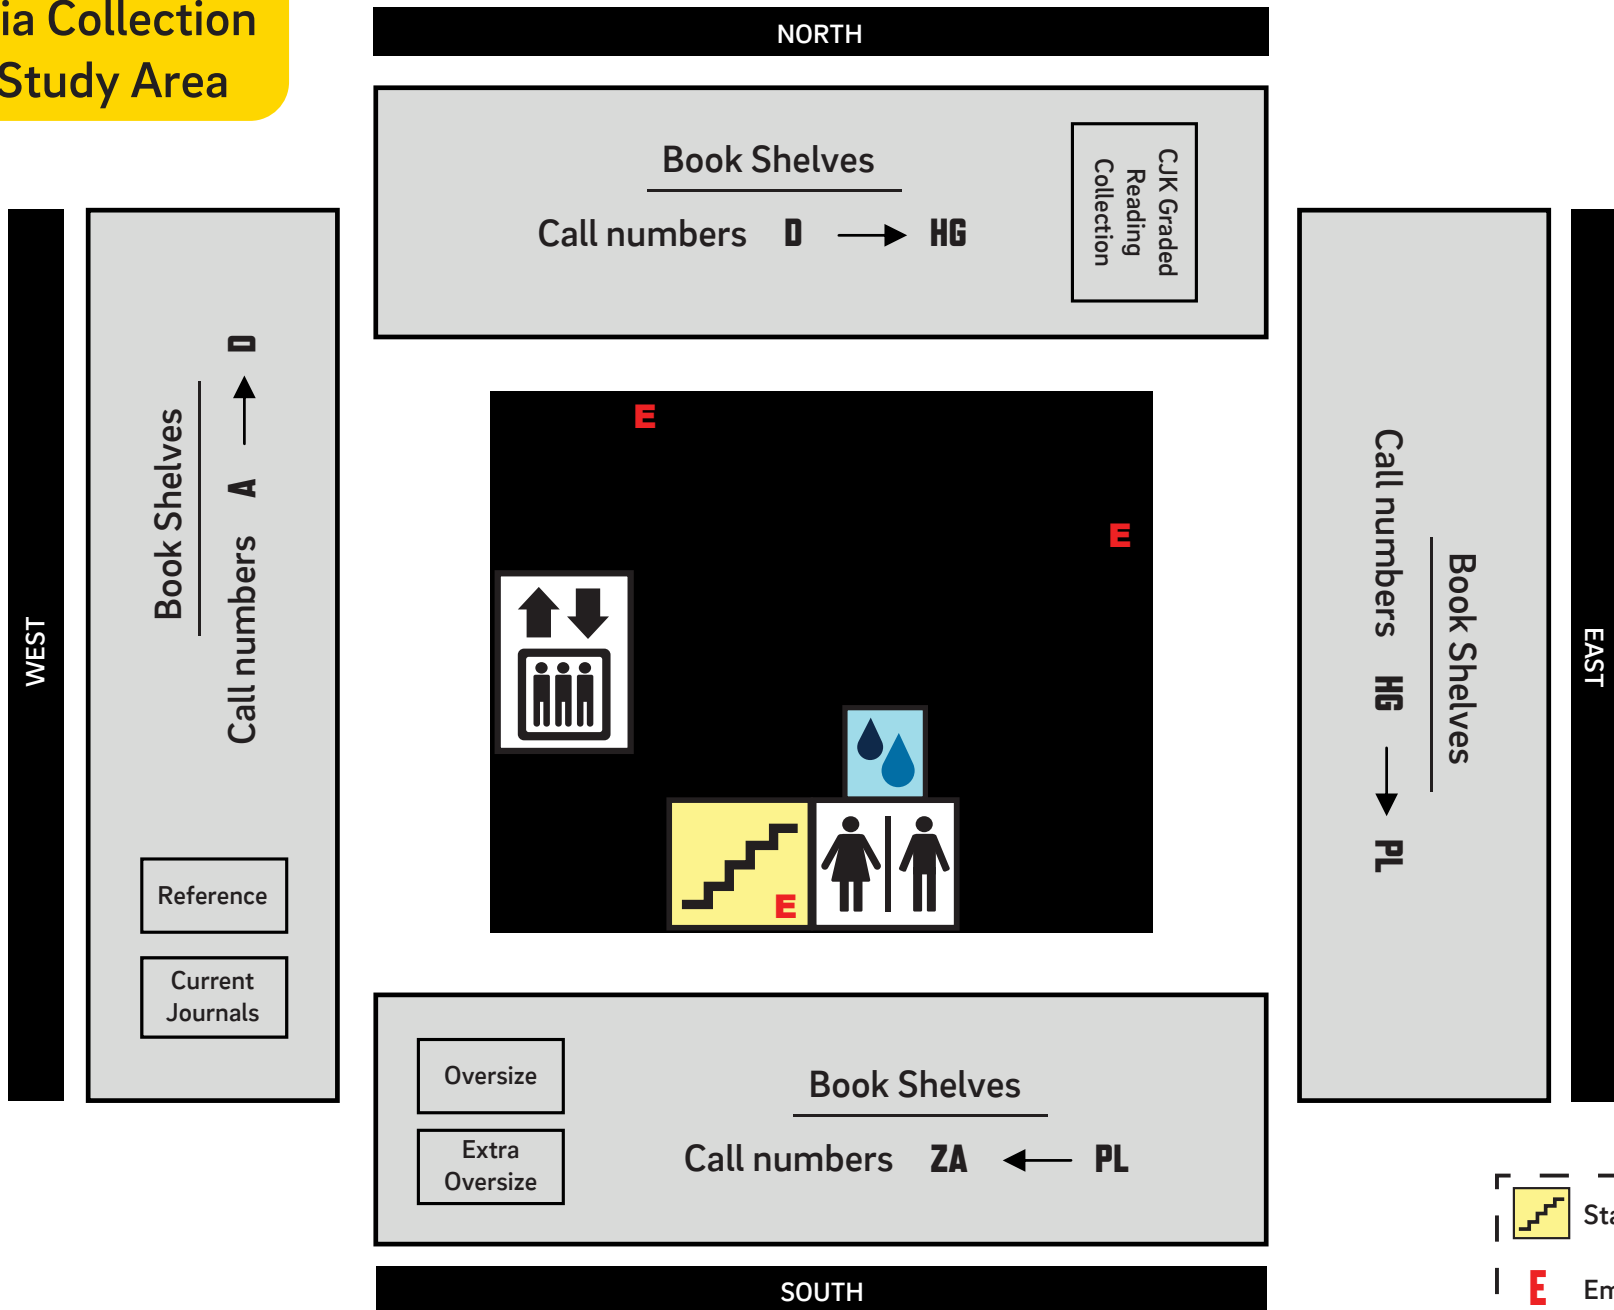 Collection
Study Area
NORTH
Book Shelves
Call numbers D HG
CJK Graded
Reading
Collection
WEST
Book Shelves
Call numbers A D
Reference
Current
Journals
E
E
E
Call numbers HG PL
Book Shelves
EAST
Oversize
Extra
Oversize
Book Shelves
Call numbers ZA PL
SOUTH
E